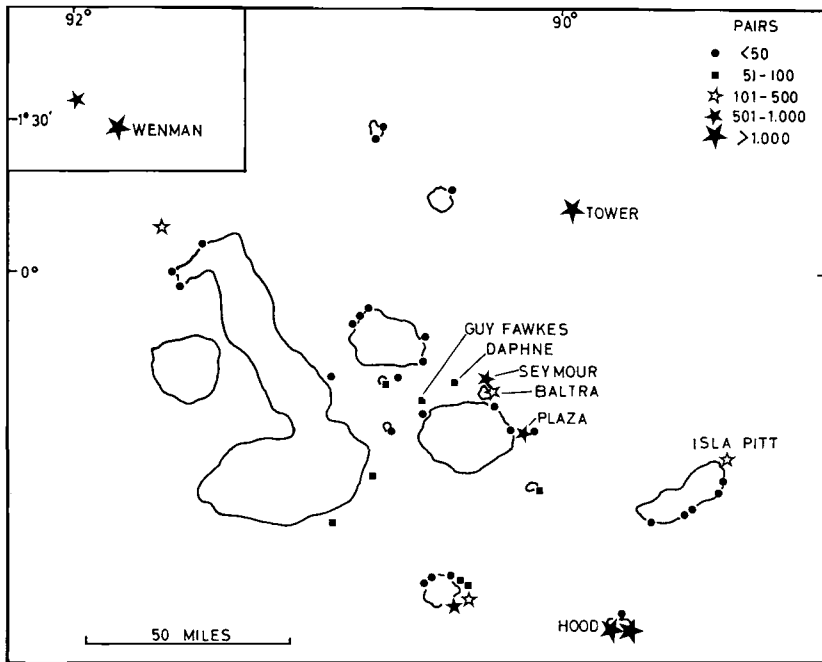 92°
90°
PAIRS
<50
51-100
101-500
501-1.000
>1.000
1°30'
WENMAN
TOWER
0°
GUY FAWKES
DAPHNE
SEYMOUR
BALTRA
PLAZA
ISLA PITT
HOOD
50 MILES